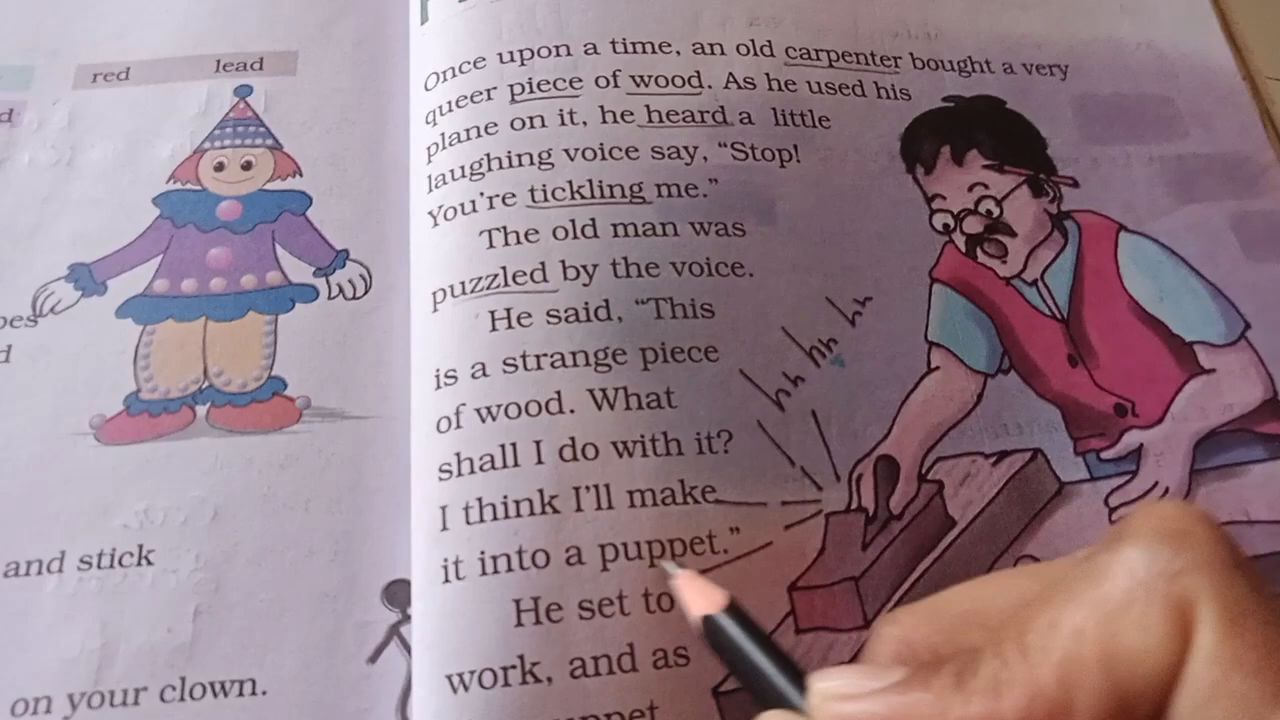 red lead
and stick
on your clown.
Once upon a time, an old carpenter bought a very
queer piece of wood. As he used his
plane on it, he heard a little
laughing voice say, “Stop!
You're tickling me.”
The old man was
puzzled by the voice.
He said, “This
is a strange piece
of wood. What
shall I do with it?
I think I'll make
it into a puppet.”
He set to
work, and as
hh hh hh